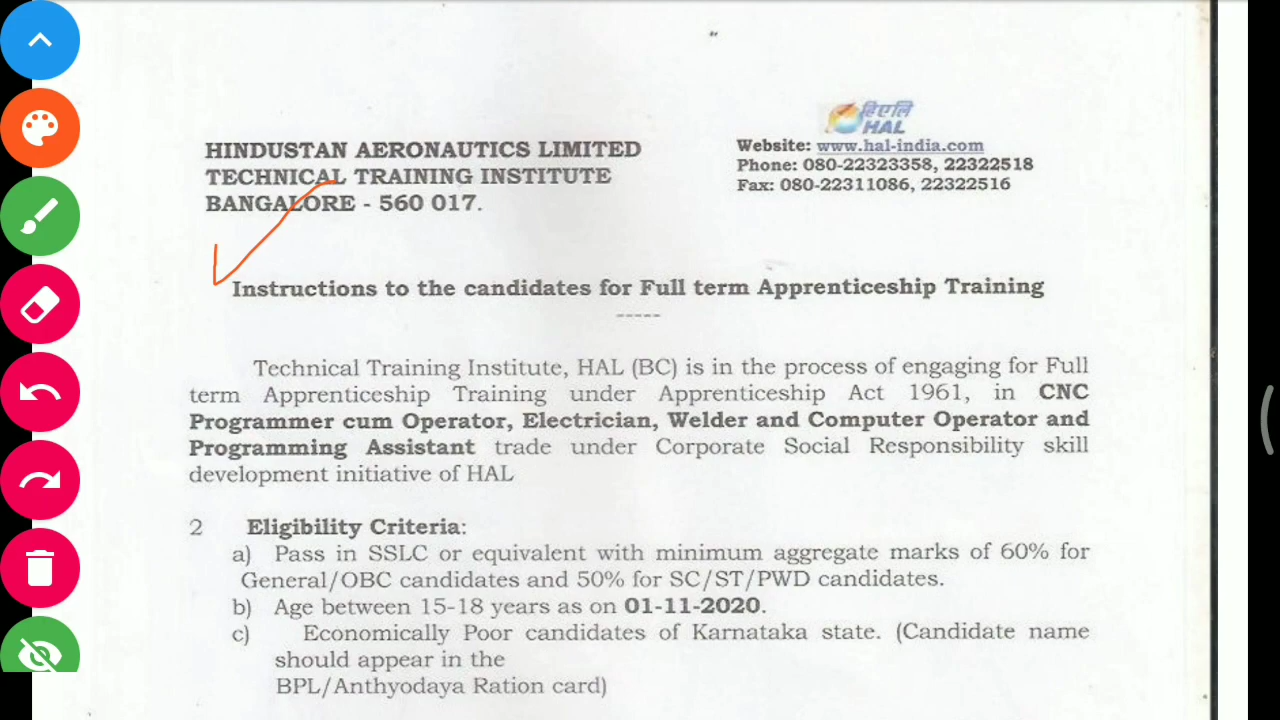 हिएलि
HAL
HINDUSTAN AERONAUTICS LIMITED
TECHNICAL TRAINING INSTITUTE
BANGALORE - 560 017.
Website: www.hal-india.com
Phone: 080-22323358, 22322518
Fax: 080-22311086, 22322516
Instructions to the candidates for Full term Apprenticeship Training
-----
Technical Training Institute, HAL (BC) is in the process of engaging for Full
term Apprenticeship Training under Apprenticeship Act 1961, in CNC
Programmer cum Operator, Electrician, Welder and Computer Operator and
Programming Assistant trade under Corporate Social Responsibility skill
development initiative of HAL
2 Eligibility Criteria:
a) Pass in SSLC or equivalent with minimum aggregate marks of 60% for
General/OBC candidates and 50% for SC/ST/PWD candidates.
b) Age between 15-18 years as on 01-11-2020.
c) Economically Poor candidates of Karnataka state. (Candidate name
should appear in the
BPL/Anthyodaya Ration card)